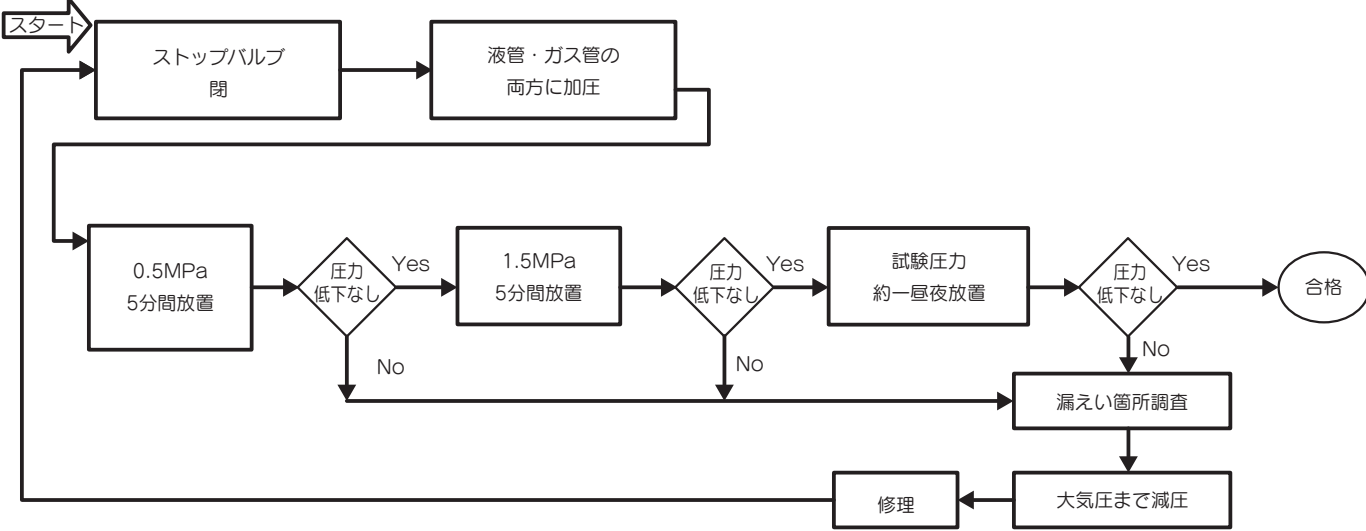 スタート
ストップバルブ
閉
液管・ガス管の
両方に加圧
0.5MPa
5分間放置
圧力
低下なし
Yes
No
1.5MPa
5分間放置
圧力
低下なし
Yes
No
試験圧力
約一昼夜放置
圧力
低下なし
Yes
No
合格
漏えい箇所調査
大気圧まで減圧
修理